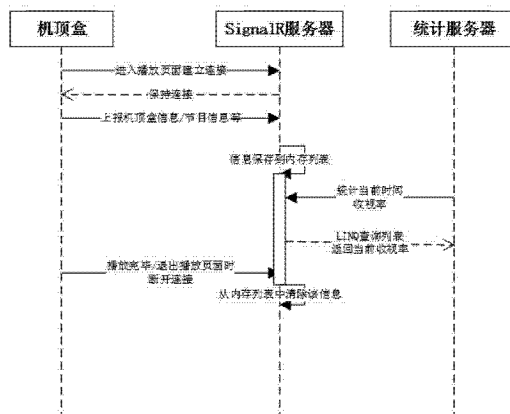 机顶盒
SignalR服务器
统计服务器
进入播放页面建立连接
保持连接
上报机顶盒信息/节目信息等
信息保存到内存列表
统计当前时间
收视率
LINQ查询列表
返回当前收视率
播放完毕/退出播放页面时
断开连接
从内存列表中清除该信息